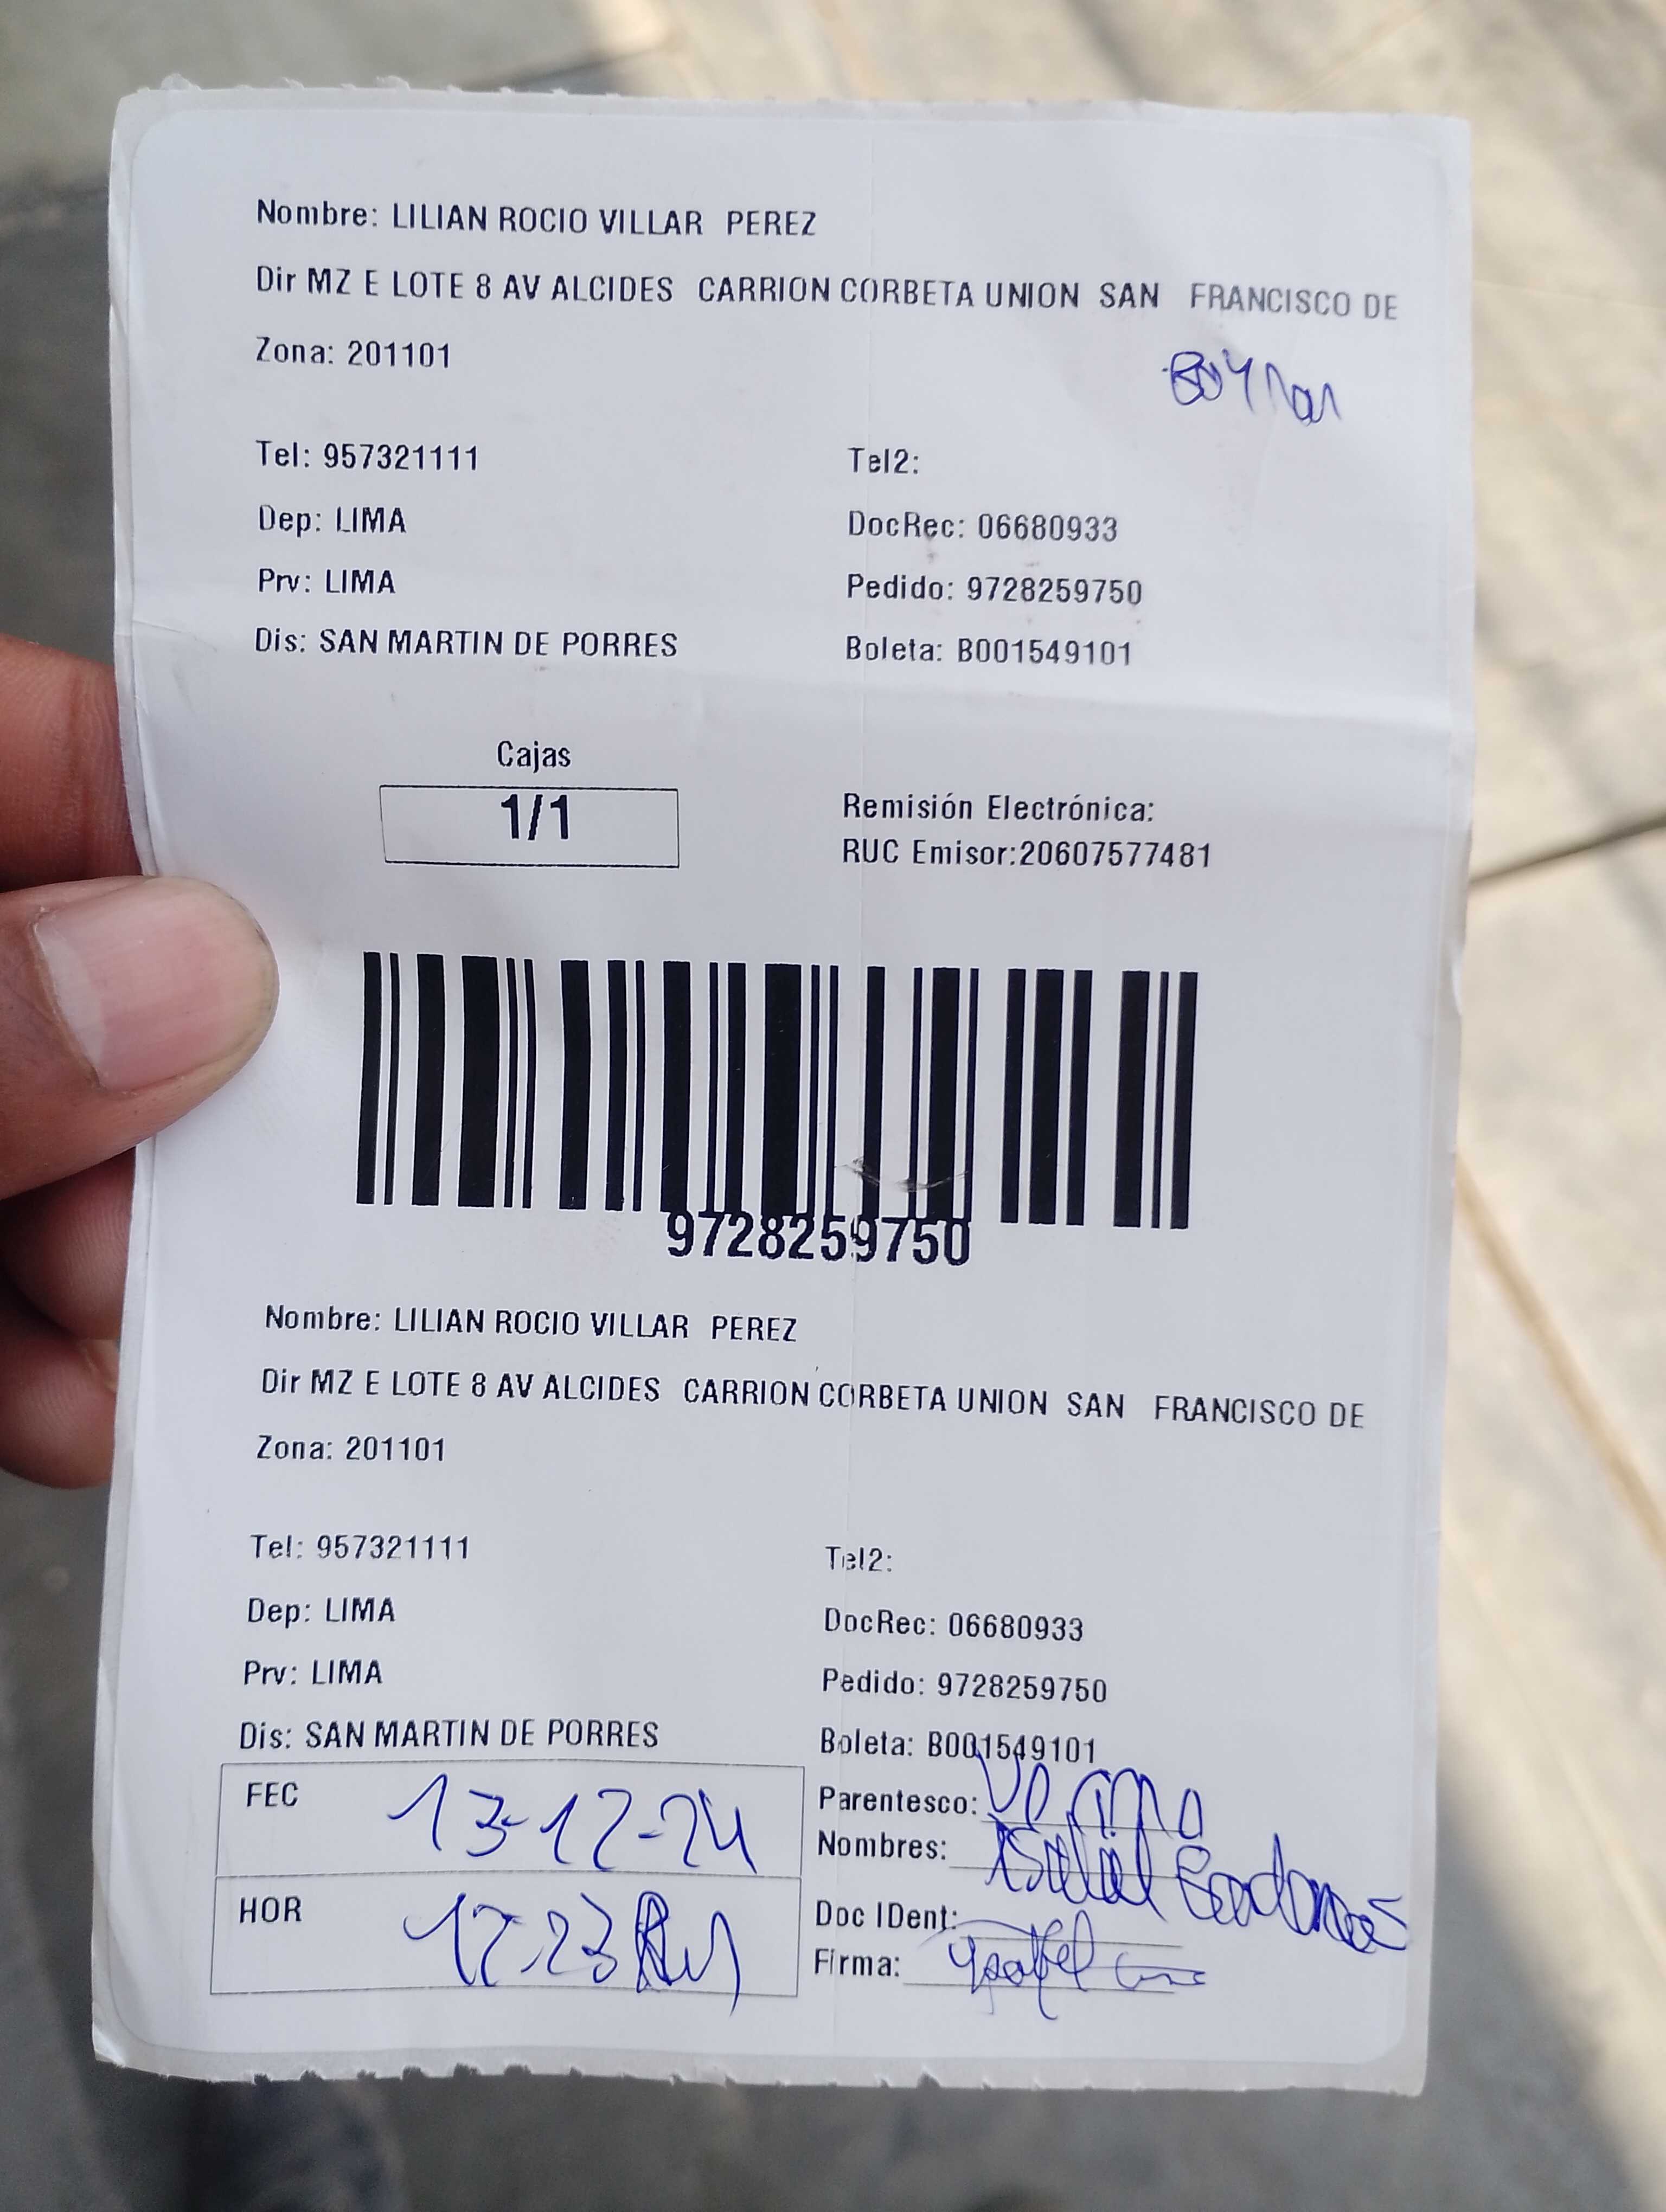 Nombre: LILIAN ROCIO VILLAR PEREZ
Dir MZ E LOTE 8 AV ALCIDES CARRION CORBETA UNION SAN FRANCISCO DE
Zona: 201101
Tel: 957321111 Tel2:
Dep: LIMA DocRec: 06680933
Prv: LIMA Pedido: 9728259750
Dis: SAN MARTIN DE PORRES Boleta: B001549101
Cajas
1/1
Remisión Electrónica:
RUC Emisor:20607577481
9728259750
Nombre: LILIAN ROCIO VILLAR PEREZ
Dir MZ E LOTE 8 AV ALCIDES CARRION CORBETA UNION SAN FRANCISCO DE
Zona: 201101
Tel: 957321111 Tel2:
Dep: LIMA DocRec: 06680933
Prv: LIMA Pedido: 9728259750
Dis: SAN MARTIN DE PORRES Boleta: B001549101
FEC 13-12-24 Parentesco:
Nombres:
HOR Doc IDent:
Firma: